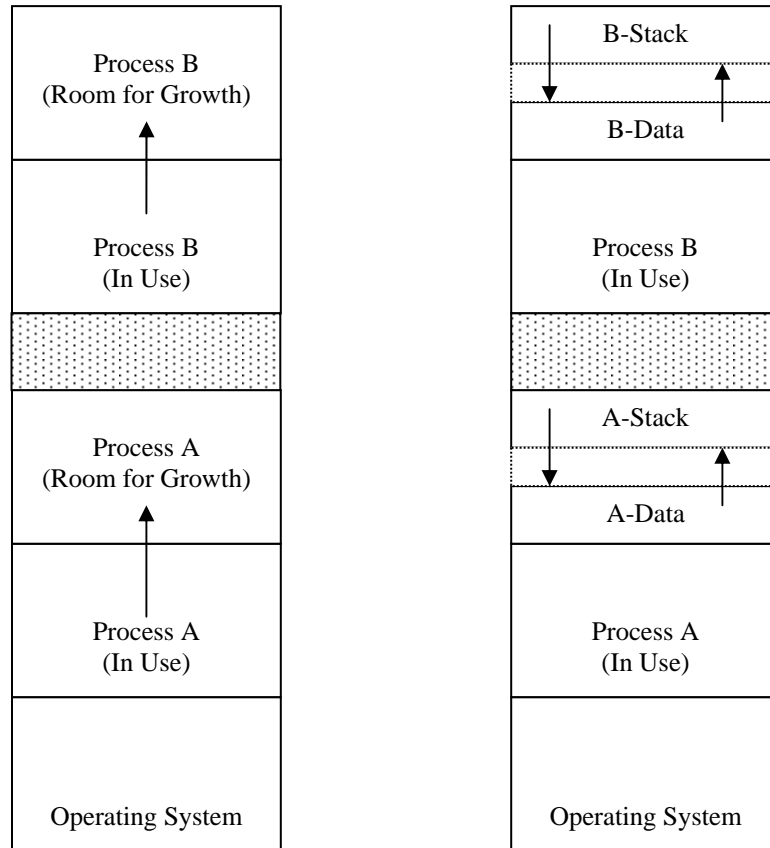 Process B
(Room for Growth)
Process B
(In Use)
Process A
(Room for Growth)
Process A
(In Use)
Operating System
B-Stack
B-Data
Process B
(In Use)
A-Stack
A-Data
Process A
(In Use)
Operating System